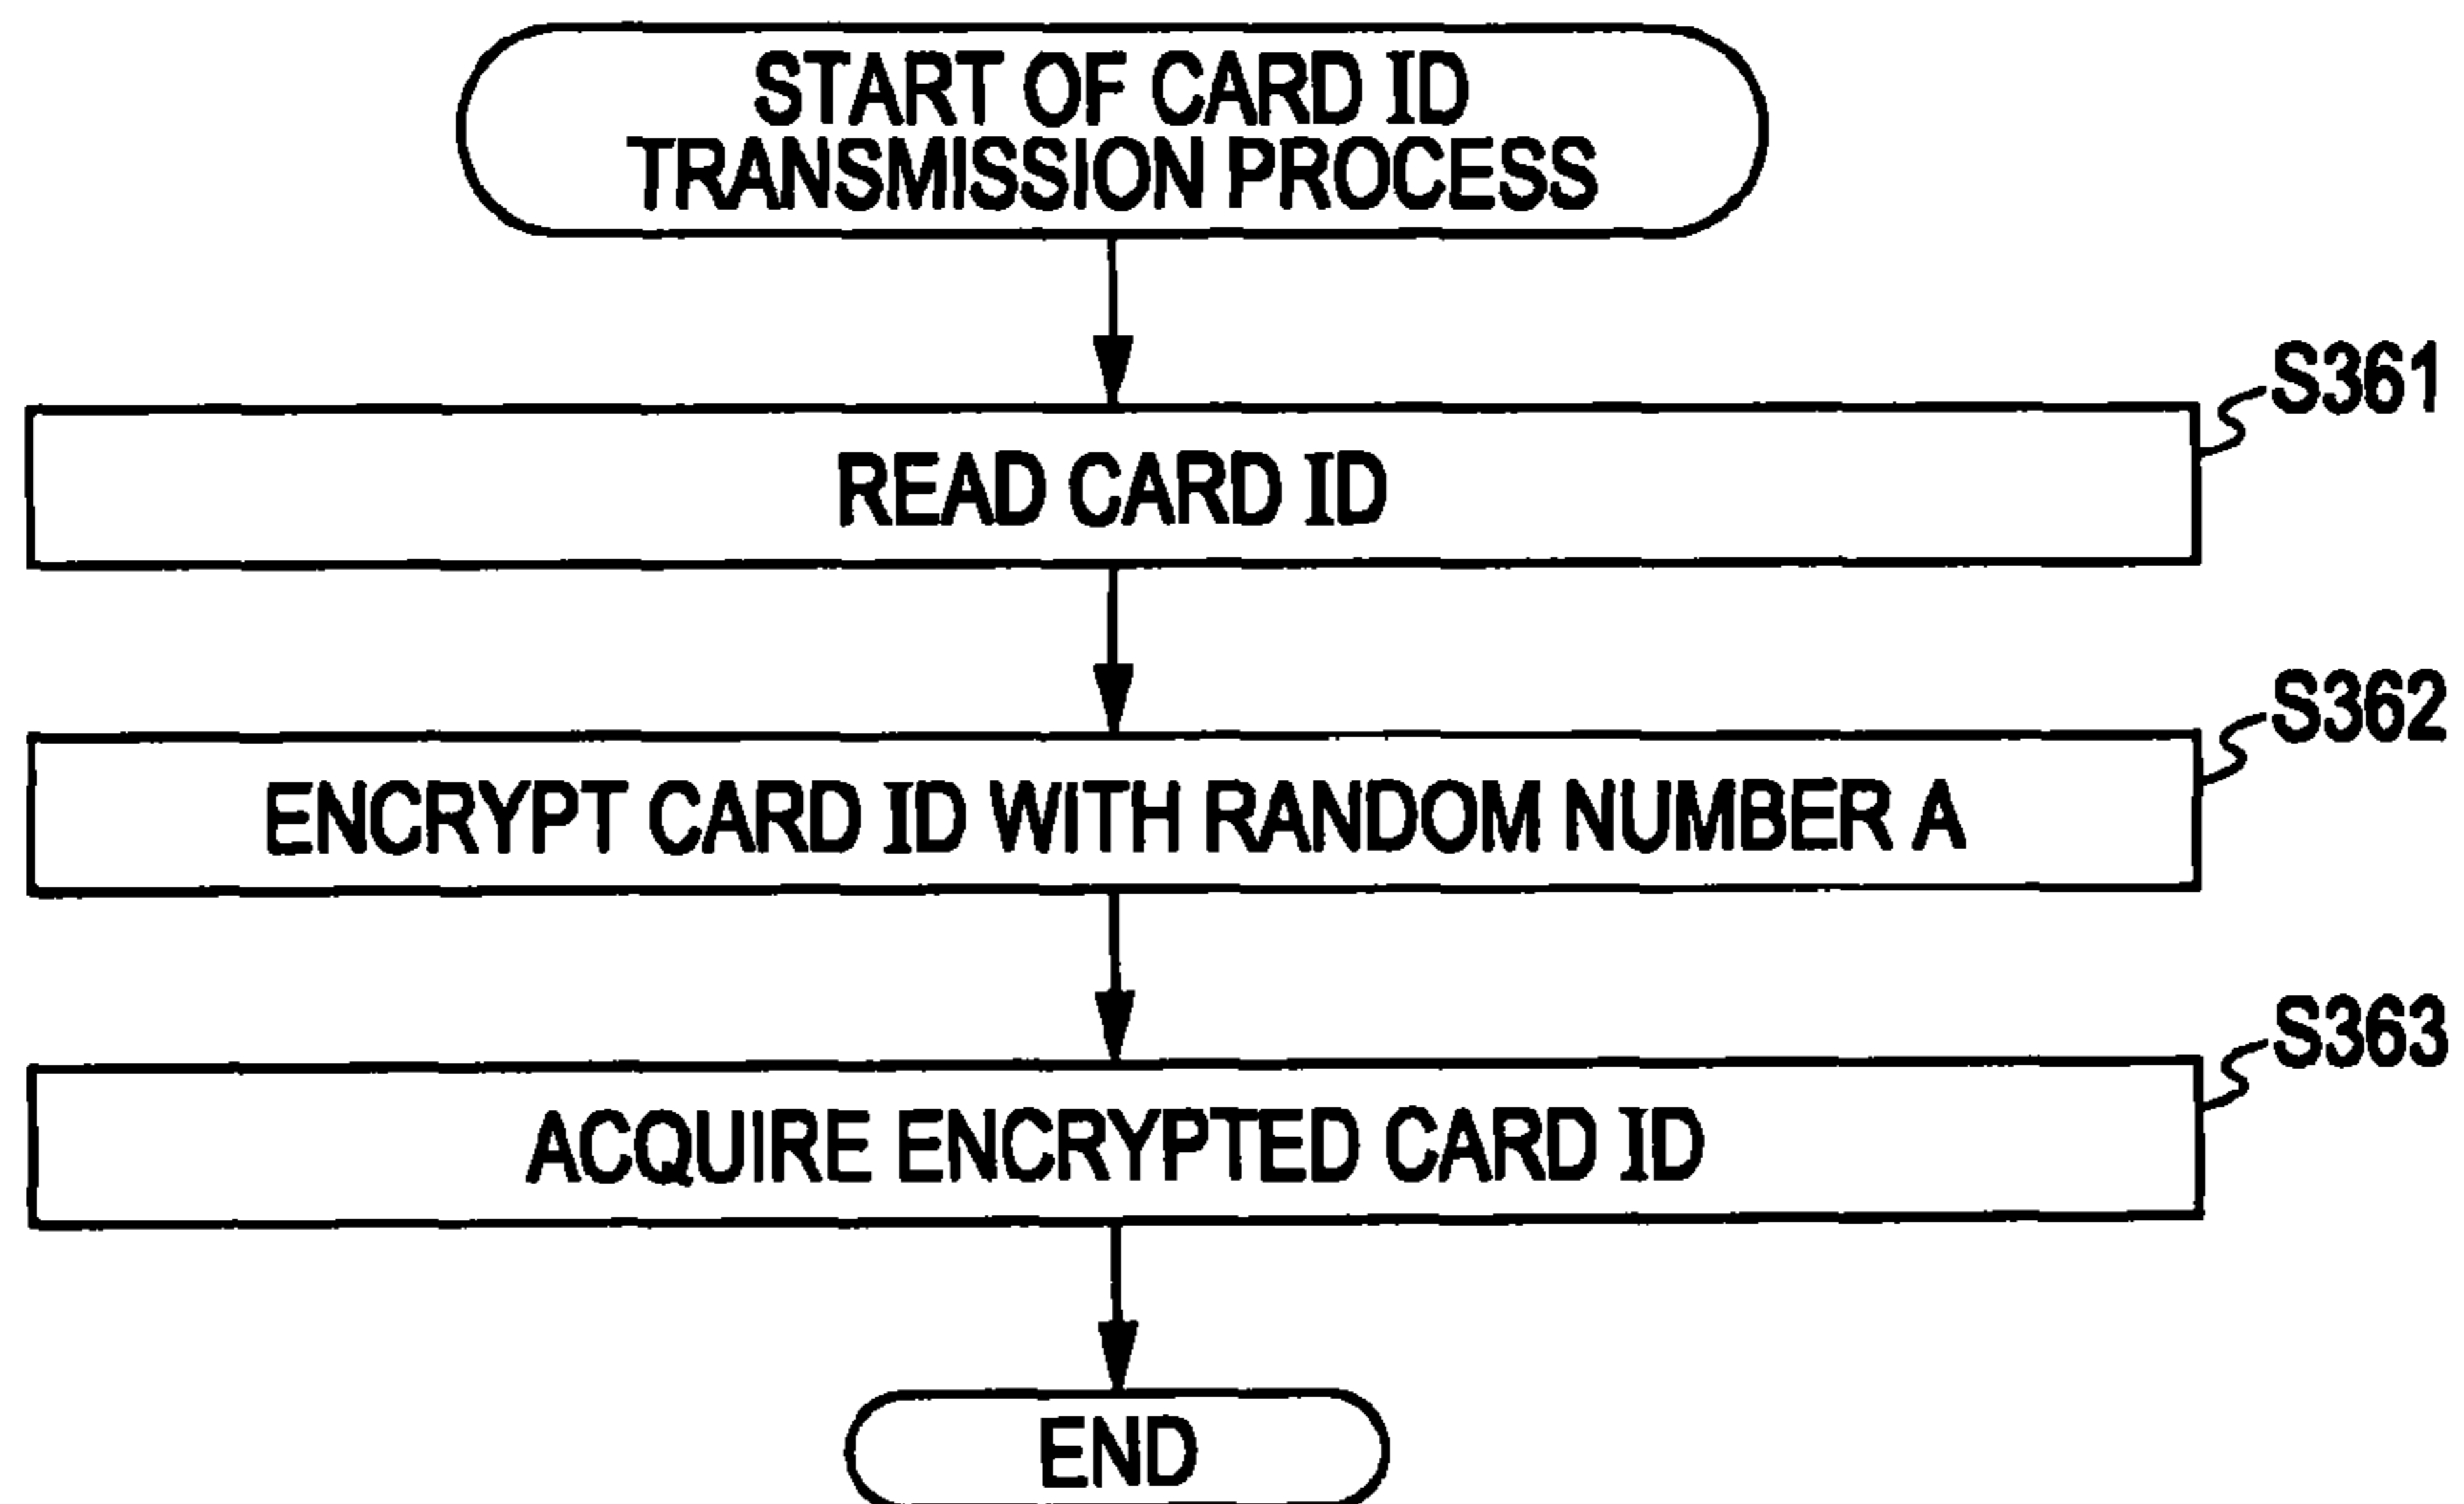 START OF CARD ID
TRANSMISSION PROCESS
S361
READ CARD ID
S362
ENCRYPT CARD ID WITH RANDOM NUMBER A
S363
ACQUIRE ENCRYPTED CARD ID
END